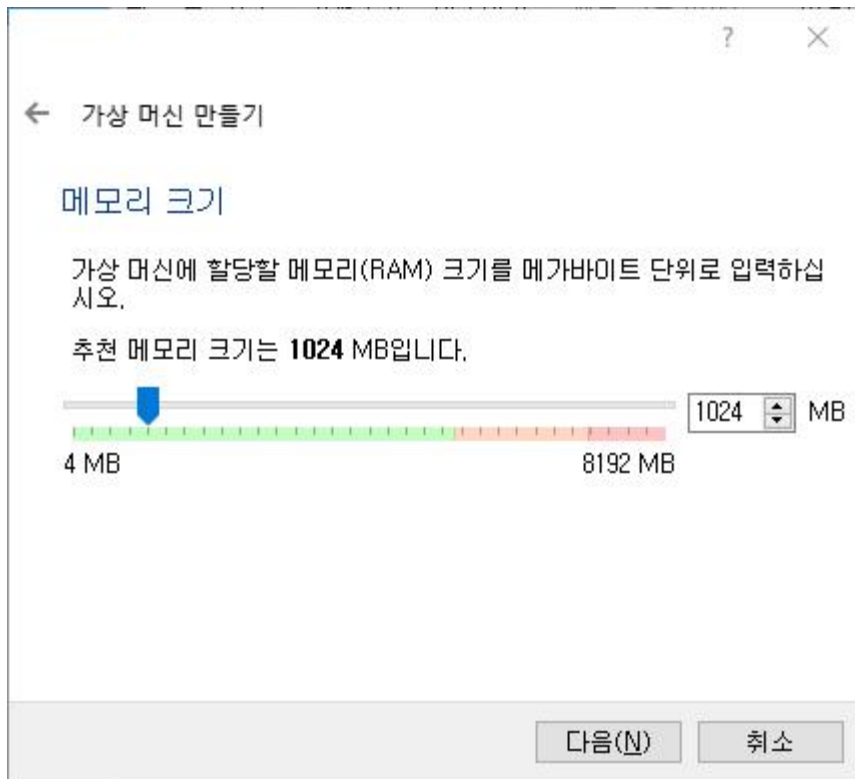 ?
가상 머신 만들기
메모리 크기
가상 머신에 할당할 메모리(RAM) 크기를 메가바이트 단위로 입력하십
시오.
추천 메모리 크기는 1024 MB입니다.
1024 MB
4 MB 8192 MB
다음(N) 취소